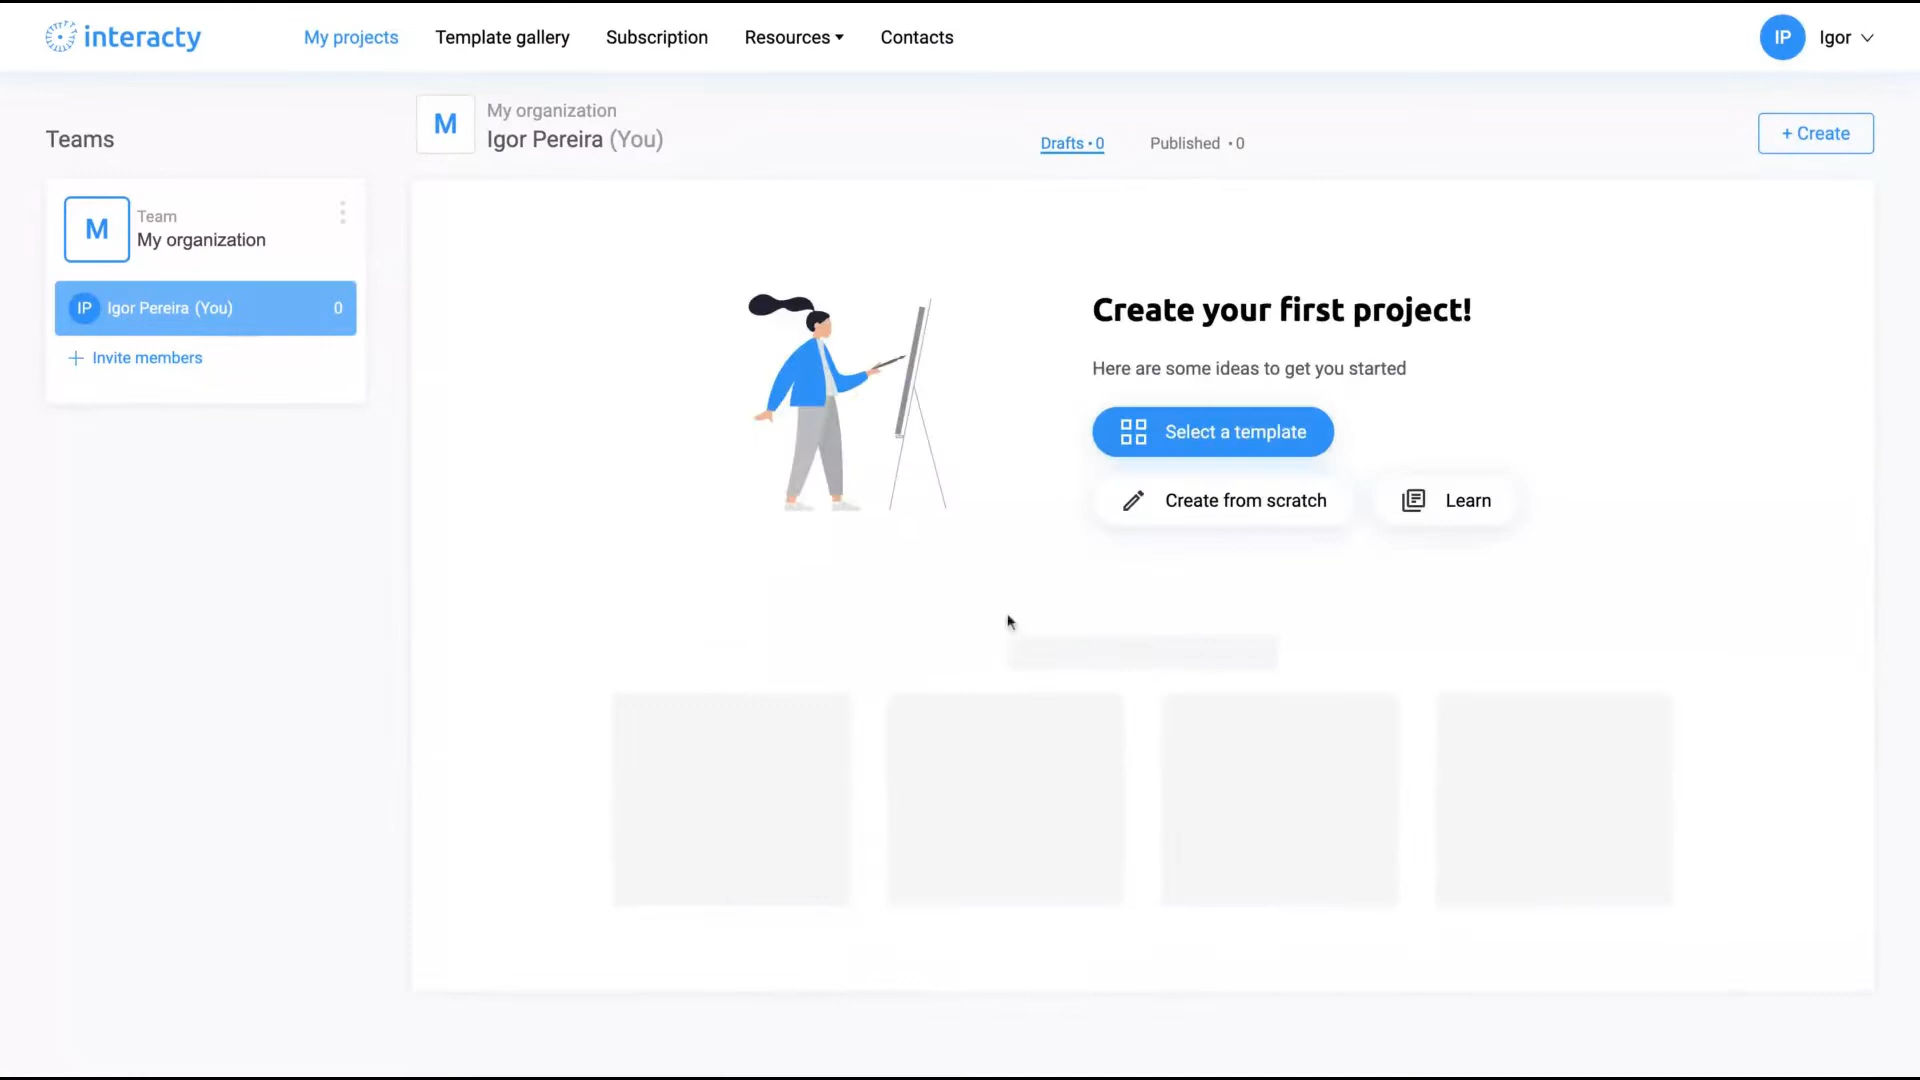 interacty
My projects
Template gallery
Subscription
Resources
Contacts
IP
Igor
Teams
M
My organization
Igor Pereira (You)
Drafts • 0
Published • 0
+ Create
M
Team
My organization
IP
Igor Pereira (You)
0
Invite members
Create your first project!
Here are some ideas to get you started
Select a template
Create from scratch
Learn